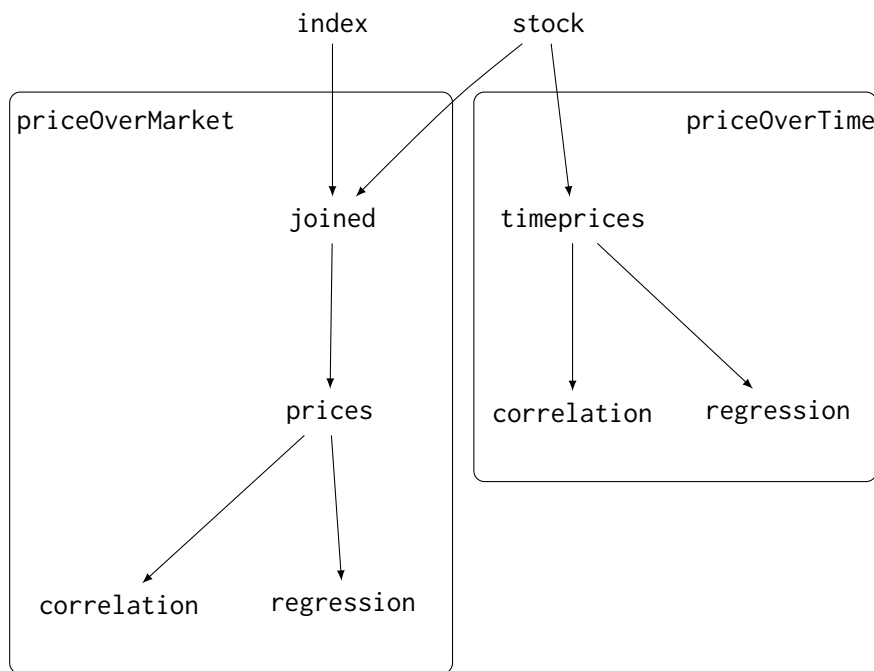 index
stock
priceOverMarket
priceOverTime
joined
timeprices
prices
correlation
regression
correlation
regression